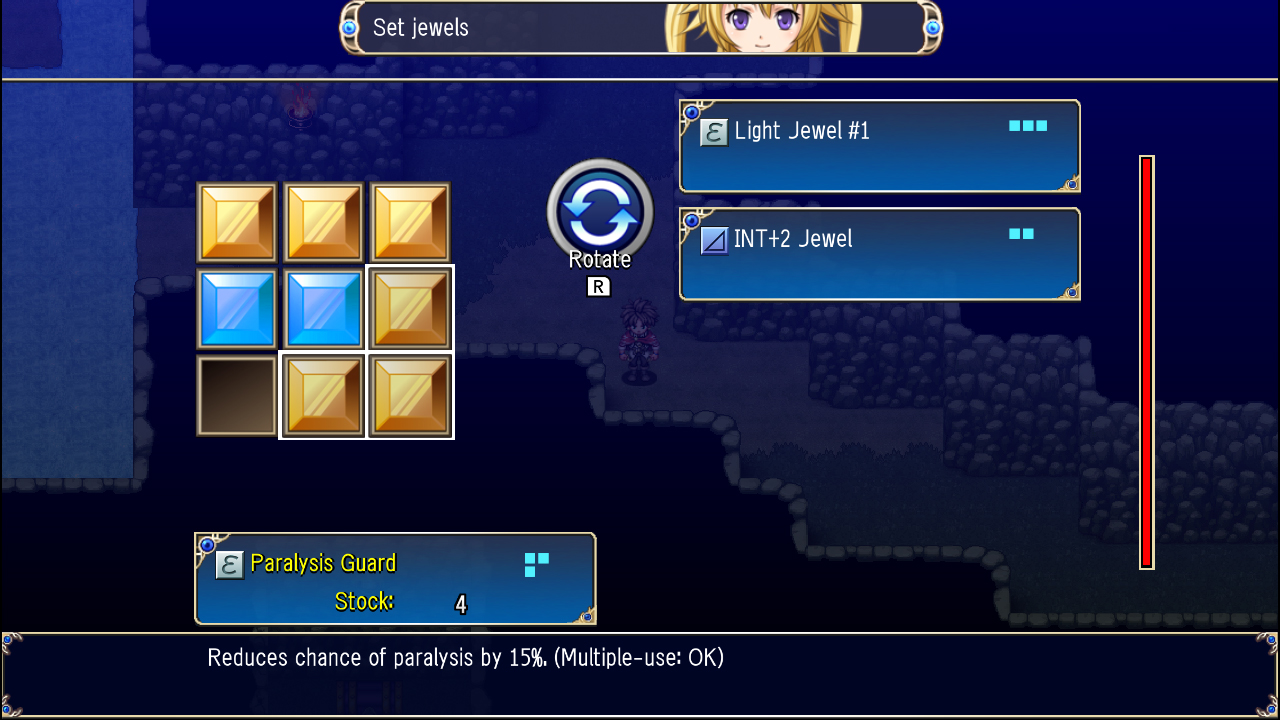 Set jewels
ε Light Jewel #1
INT+2 Jewel
Rotate
R
ε Paralysis Guard
Stock: 4
Reduces chance of paralysis by 15%. (Multiple-use: OK)